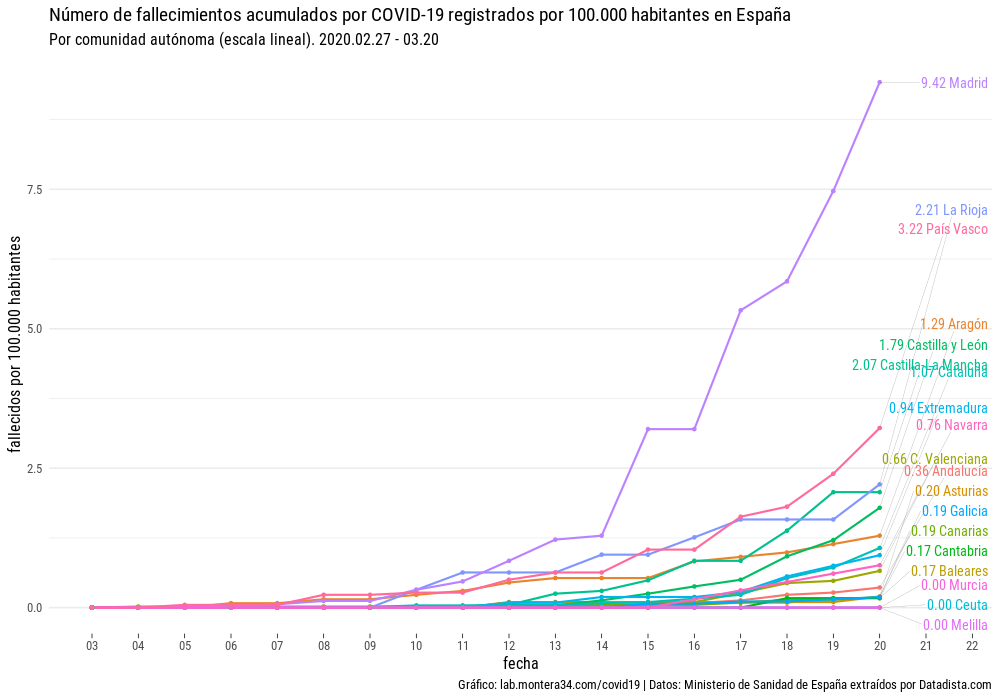 Número de fallecimientos acumulados por COVID-19 registrados por 100.000 habitantes en España
Por comunidad autónoma (escala lineal). 2020.02.27 - 03.20
fallecidos por 100.000 habitantes
7.5
5.0
2.5
0.0
9.42 Madrid
2.21 La Rioja
3.22 País Vasco
1.29 Aragón
1.79 Castilla y León
2.07 Castilla-La Mancha
1.07 Cataluña
0.94 Extremadura
0.76 Navarra
0.66 C. Valenciana
0.36 Andalucía
0.20 Asturias
0.19 Galicia
0.19 Canarias
0.17 Cantabria
0.17 Baleares
0.00 Murcia
0.00 Ceuta
0.00 Melilla
03 04 05 06 07 08 09 10 11 12 13 14 15 16 17 18 19 20 21 22
fecha
Gráfico: lab.montera34.com/covid19 | Datos: Ministerio de Sanidad de España extraídos por Datadista.com